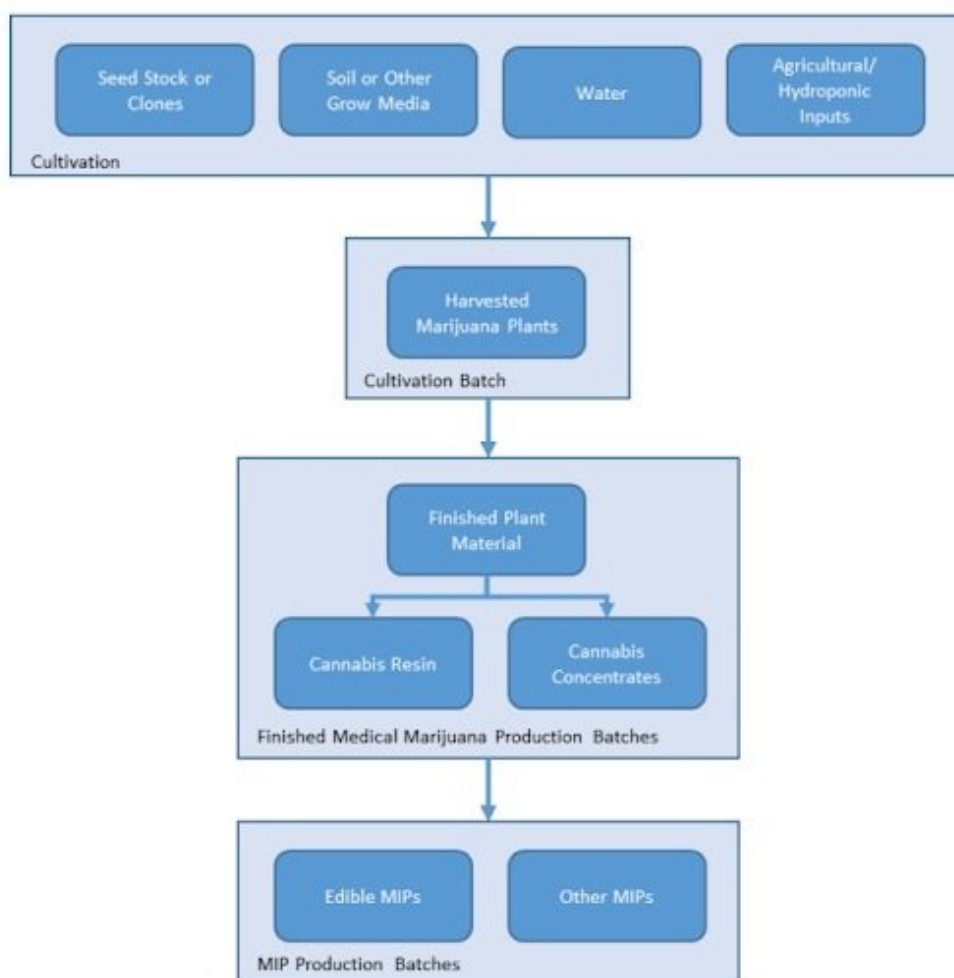 Seed Stock or
Clones
Soil or Other
Grow Media
Water
Agricultural/
Hydroponic
Inputs
Cultivation
Harvested
Marijuana Plants
Cultivation Batch
Finished Plant
Material
Cannabis Resin
Cannabis
Concentrates
Finished Medical Marijuana Production Batches
Edible MIPs
Other MIPs
MIP Production Batches